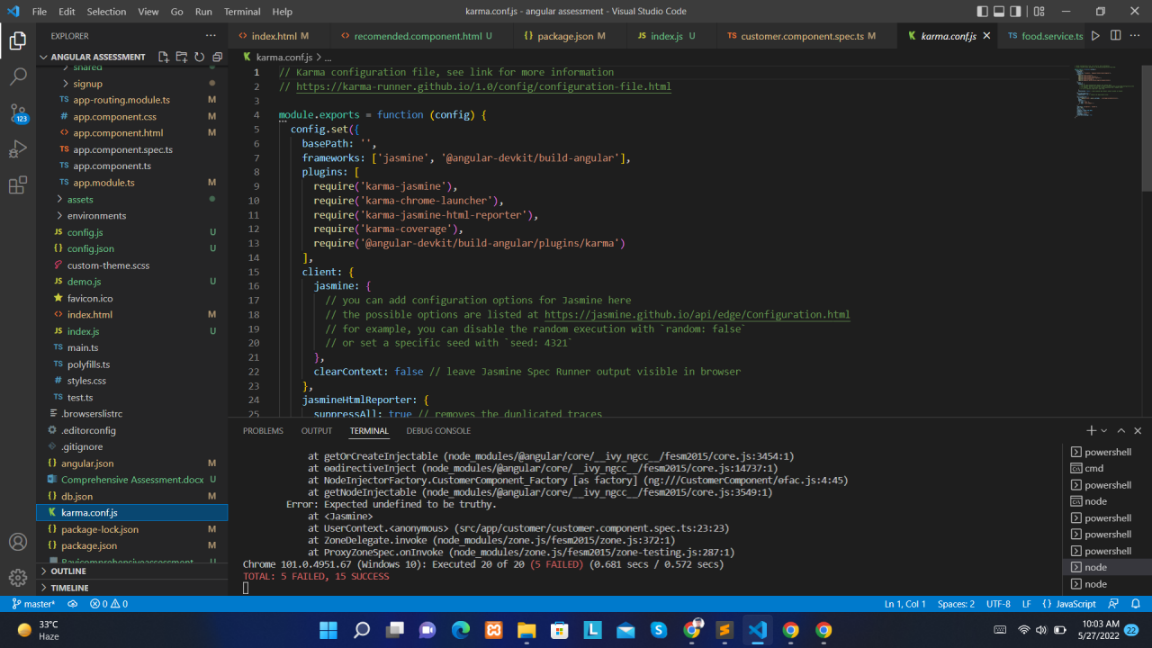 File Edit Selection View Go Run Terminal Help
karma.conf.js - angular assessment - Visual Studio Code
EXPLORER
index.html M
recomended.component.html U
package.json M
index.js U
customer.component.spec.ts M
karma.conf.js
food.service.ts
ANGULAR ASSESSMENT
shared
signup
app-routing.module.ts M
app.component.css M
app.component.html M
app.component.spec.ts
app.component.ts
app.module.ts M
assets
environments
config.js U
config.json U
custom-theme.scss
demo.js U
favicon.ico
index.html M
index.js U
main.ts
polyfills.ts
styles.css
test.ts
.browserslistrc
.editorconfig
.gitignore
angular.json M
Comprehensive Assessment.docx U
db.json M
karma.conf.js
package-lock.json M
package.json M
OUTLINE
TIMELINE
123
karma.conf.js > ...
1 // Karma configuration file, see link for more information
2 // https://karma-runner.github.io/1.0/config/configuration-file.html
3
4 module.exports = function (config) {
5 config.set({
6 basePath: '',
7 frameworks: ['jasmine', '@angular-devkit/build-angular'],
8 plugins: [
9 require('karma-jasmine'),
10 require('karma-chrome-launcher'),
11 require('karma-jasmine-html-reporter'),
12 require('karma-coverage'),
13 require('@angular-devkit/build-angular/plugins/karma')
14 ],
15 client: {
16 jasmine: {
17 // you can add configuration options for Jasmine here
18 // the possible options are listed at https://jasmine.github.io/api/edge/Configuration.html
19 // for example, you can disable the random execution with `random: false`
20 // or set a specific seed with `seed: 4321`
21 },
22 clearContext: false // leave Jasmine Spec Runner output visible in browser
23 },
24 jasmineHtmlReporter: {
25 suppressAll: true // removes the duplicated traces
PROBLEMS OUTPUT TERMINAL DEBUG CONSOLE
at getOrCreateInjectable (node_modules/@angular/core/__ivy_ngcc__/fesm2015/core.js:3454:1)
at ɵɵdirectiveInject (node_modules/@angular/core/__ivy_ngcc__/fesm2015/core.js:14737:1)
at NodeInjectorFactory.CustomerComponent_Factory [as factory] (ng:///CustomerComponent/ɵfac.js:4:45)
at getNodeInjectable (node_modules/@angular/core/__ivy_ngcc__/fesm2015/core.js:3549:1)
Error: Expected undefined to be truthy.
at <Jasmine>
at UserContext.<anonymous> (src/app/customer/customer.component.spec.ts:23:23)
at ZoneDelegate.invoke (node_modules/zone.js/fesm2015/zone.js:372:1)
at ProxyZoneSpec.onInvoke (node_modules/zone.js/fesm2015/zone-testing.js:287:1)
Chrome 101.0.4951.67 (Windows 10): Executed 20 of 20 (5 FAILED) (0.681 secs / 0.572 secs)
TOTAL: 5 FAILED, 15 SUCCESS
powershell
cmd
powershell
node
powershell
powershell
powershell
node
node
master* 0 0
Ln 1, Col 1 Spaces: 2 UTF-8 LF {} JavaScript
33°C
Haze
L
S
10:03 AM
5/27/2022
22